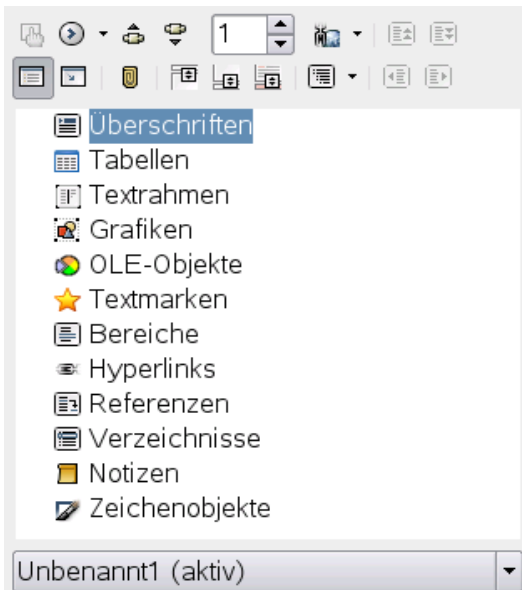 1
Überschriften
Tabellen
Textrahmen
Grafiken
OLE-Objekte
Textmarken
Bereiche
Hyperlinks
Referenzen
Verzeichnisse
Notizen
Zeichenobjekte
Unbenannt1 (aktiv)